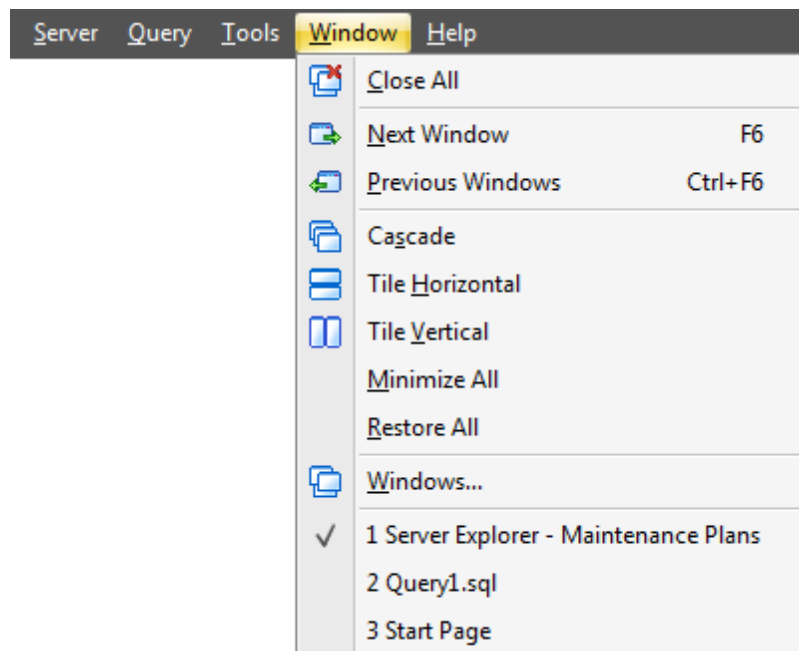 Server Query Tools Window Help
Close All
Next Window F6
Previous Windows Ctrl+F6
Cascade
Tile Horizontal
Tile Vertical
Minimize All
Restore All
Windows...
1 Server Explorer - Maintenance Plans
2 Query1.sql
3 Start Page